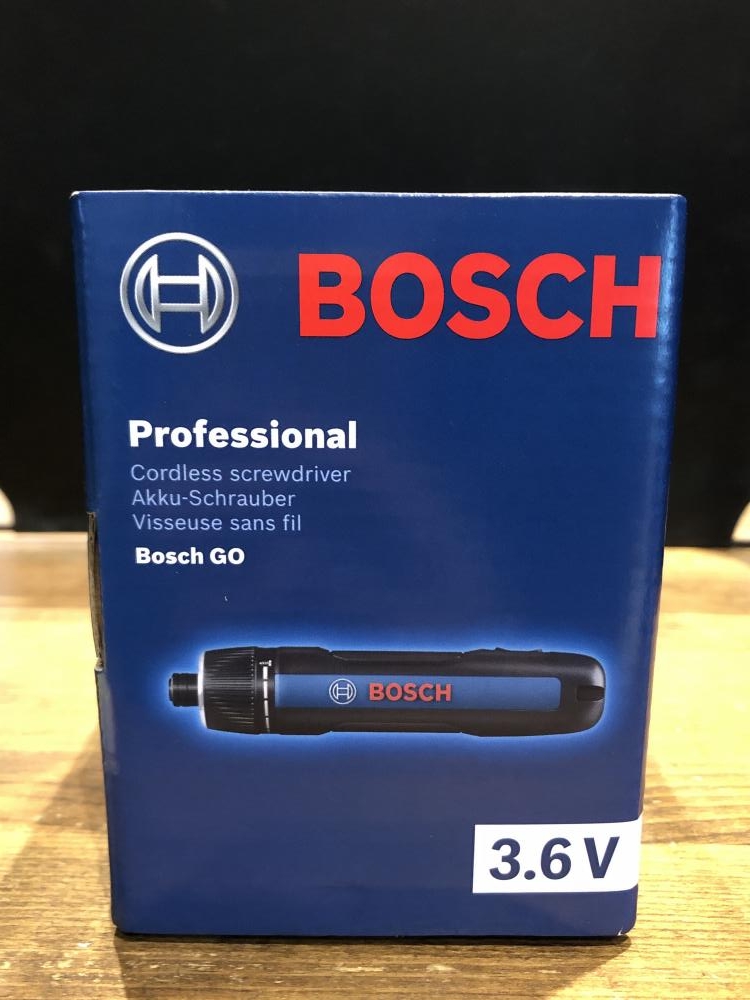 BOSCH
Professional
Cordless screwdriver
Akku-Schrauber
Visseuse sans fil
Bosch GO
BOSCH
3.6 V